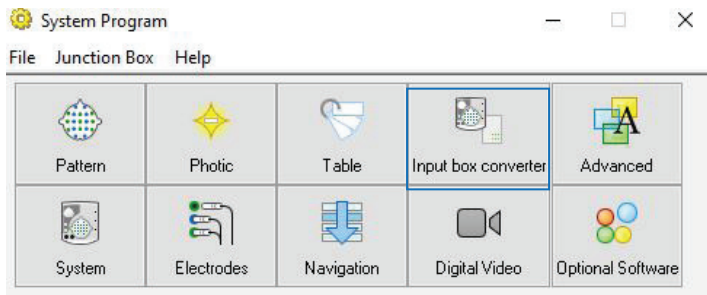 System Program
File Junction Box Help
Pattern Photic Table Input box converter Advanced
System Electrodes Navigation Digital Video Optional Software